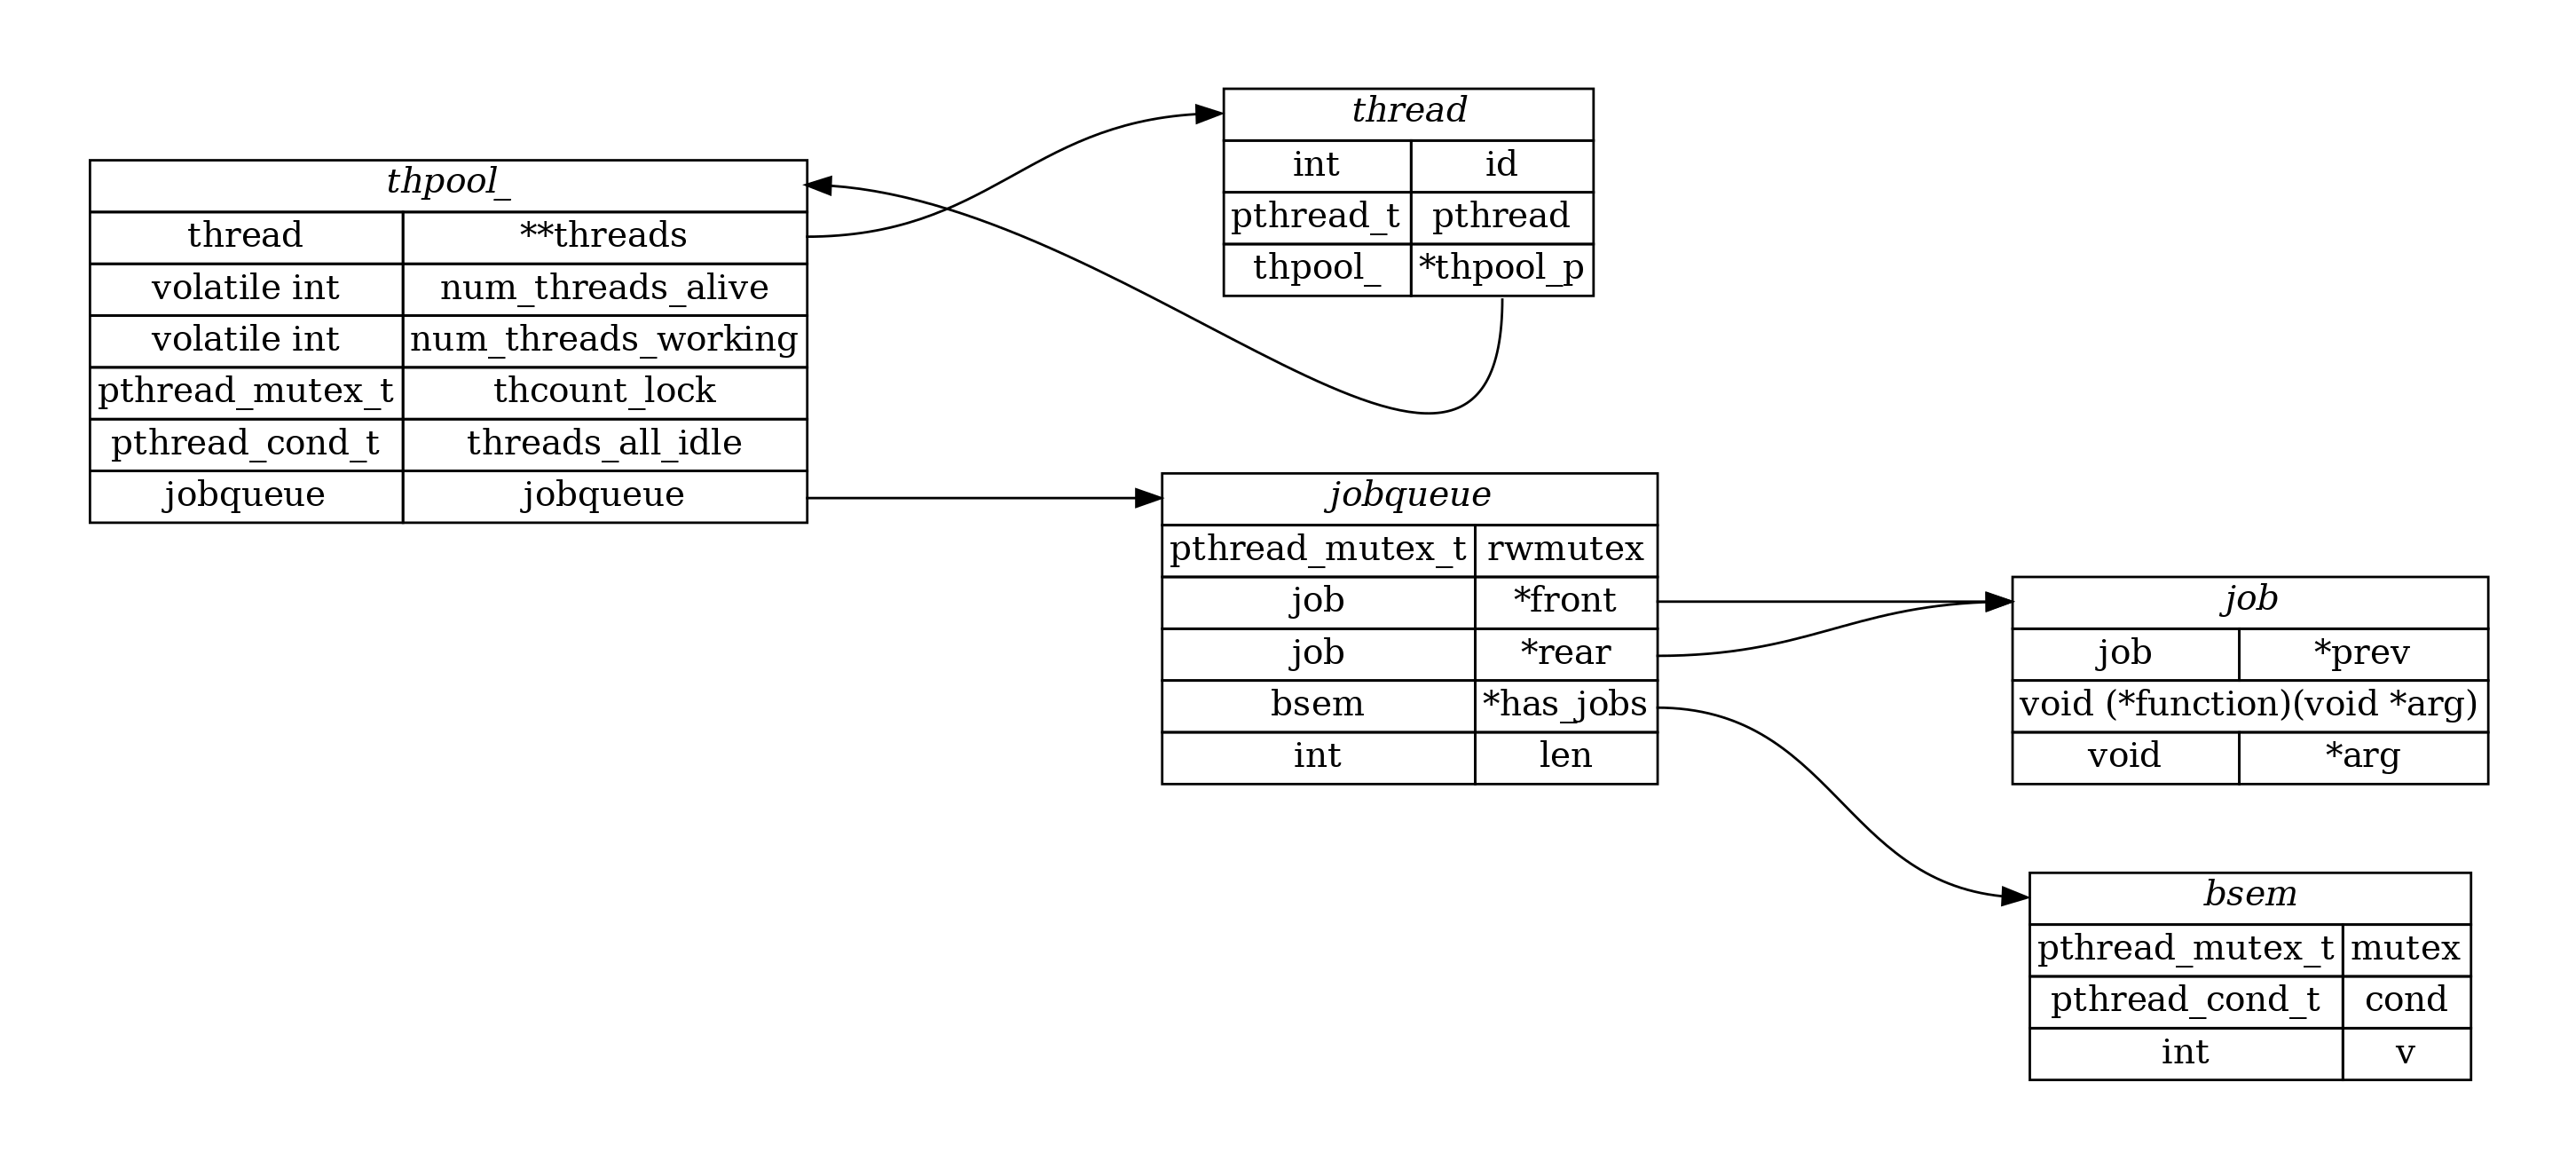 thpool_
thread **threads
volatile int num_threads_alive
volatile int num_threads_working
pthread_mutex_t thcount_lock
pthread_cond_t threads_all_idle
jobqueue jobqueue
thread
int id
pthread_t pthread
thpool_ *thpool_p
jobqueue
pthread_mutex_t rwmutex
job *front
job *rear
bsem *has_jobs
int len
job
job *prev
void (*function)(void *arg)
void *arg
bsem
pthread_mutex_t mutex
pthread_cond_t cond
int v